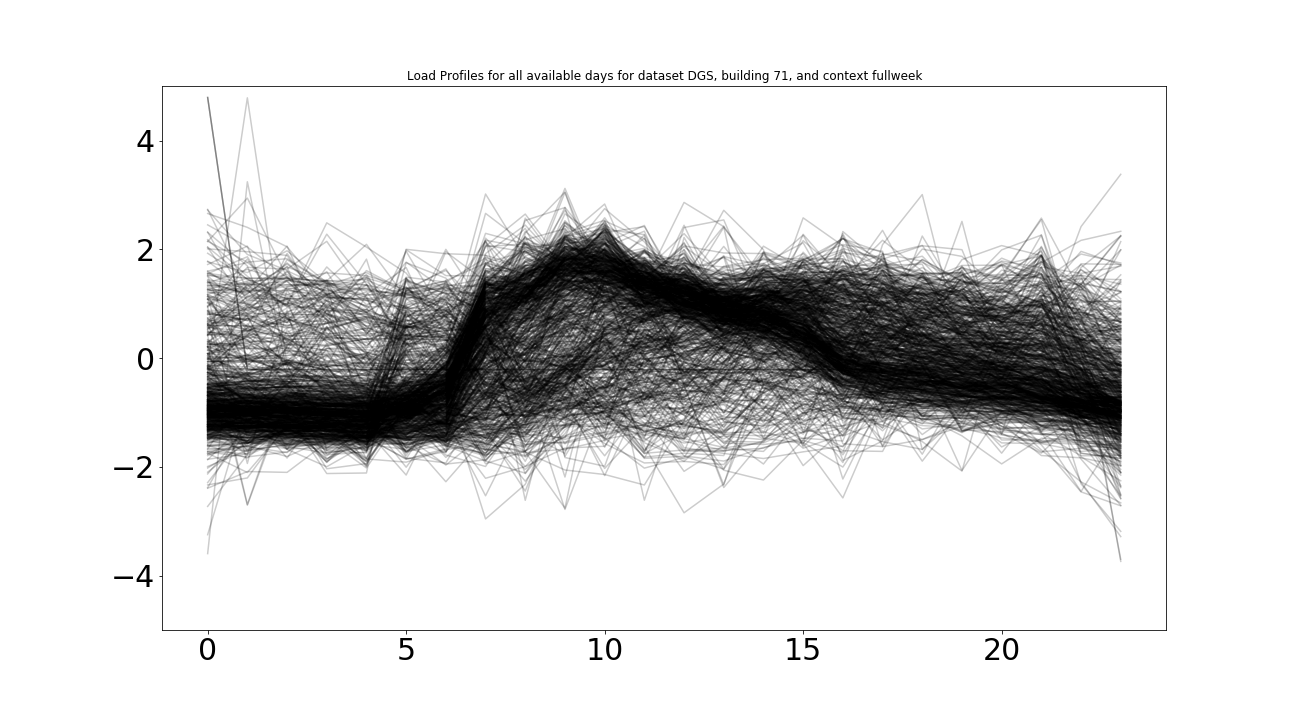 Load Profiles for all available days for dataset DGS, building 71, and context fullweek
4
2
0
−2
−4
0 5 10 15 20